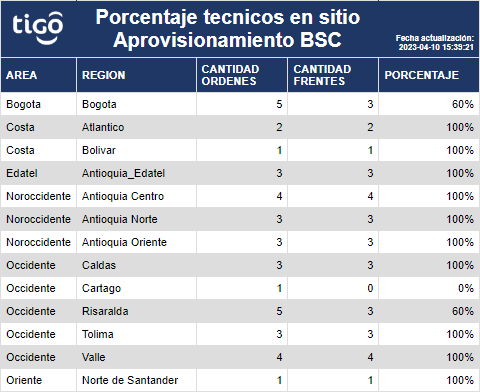 tigo
Porcentaje tecnicos en sitio
Aprovisionamiento BSC
Fecha actualización:
2023-04-10 15:39:21
AREA REGION CANTIDAD ORDENES CANTIDAD FRENTES PORCENTAJE
Bogota Bogota 5 3 60%
Costa Atlantico 2 2 100%
Costa Bolivar 1 1 100%
Edatel Antioquia_Edatel 3 3 100%
Noroccidente Antioquia Centro 4 4 100%
Noroccidente Antioquia Norte 3 3 100%
Noroccidente Antioquia Oriente 3 3 100%
Occidente Caldas 3 3 100%
Occidente Cartago 1 0 0%
Occidente Risaralda 5 3 60%
Occidente Tolima 3 3 100%
Occidente Valle 4 4 100%
Oriente Norte de Santander 1 1 100%